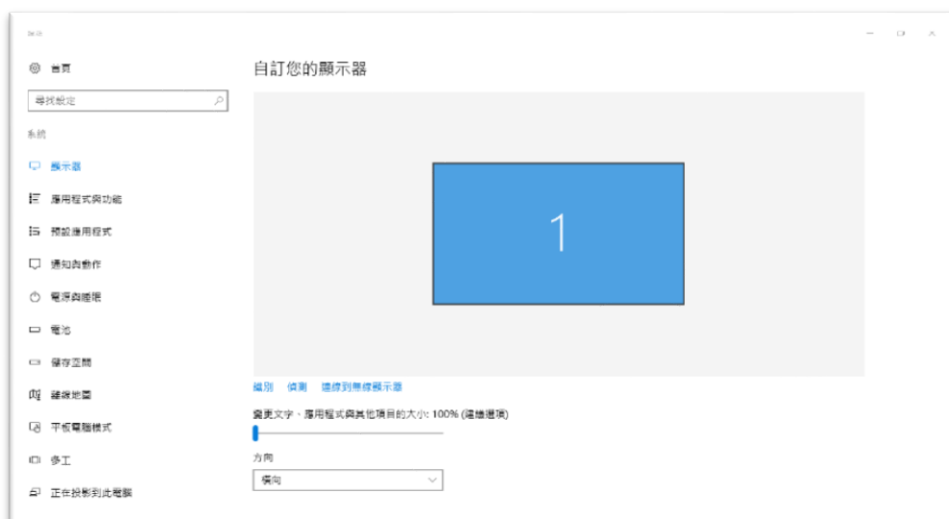 設定
首頁
尋找設定
系統
顯示器
應用程式與功能
預設應用程式
通知與動作
電源與睡眠
電池
儲存空間
離線地圖
平板電腦模式
多工
正在投影到此電腦
自訂您的顯示器
1
識別 偵測 連線到無線顯示器
變更文字、應用程式與其他項目的大小: 100% (建議選項)
方向
橫向